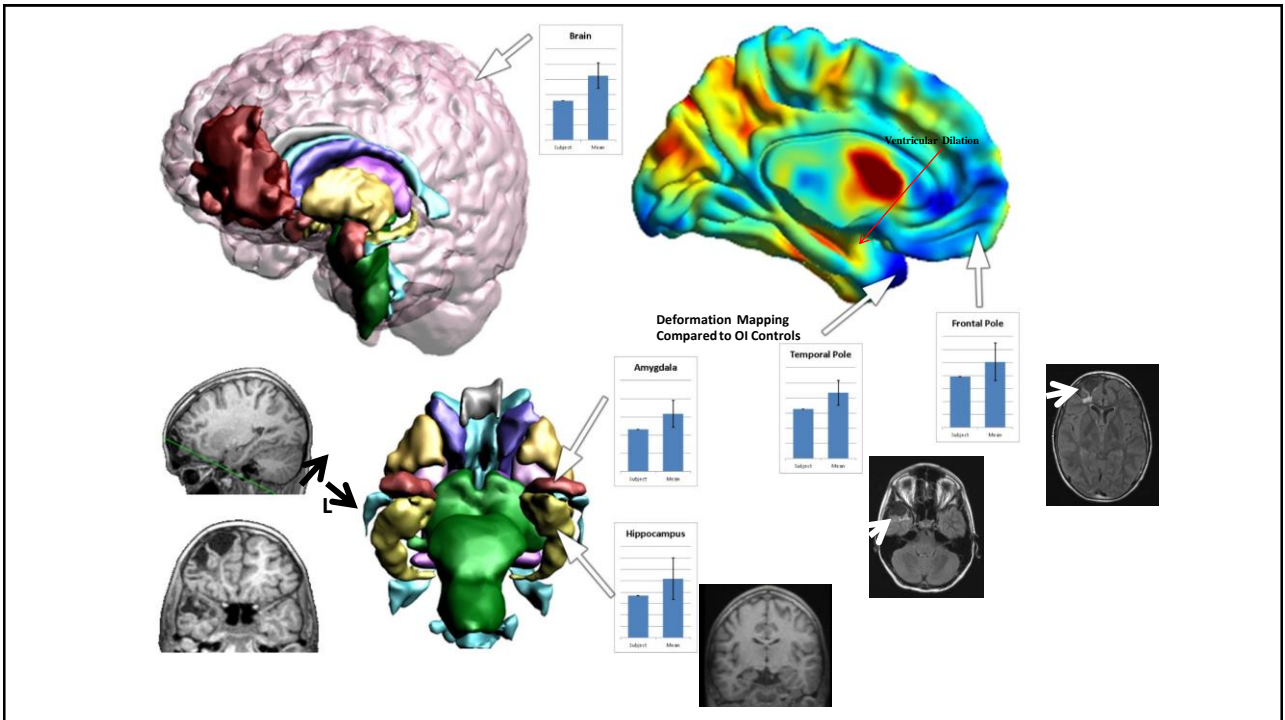 Brain
Subject Mean
Ventricular Dilation
Deformation Mapping
Compared to OI Controls
Frontal Pole
Subject Mean
Temporal Pole
Subject Mean
Amygdala
Subject Mean
L
Hippocampus
Subject Mean